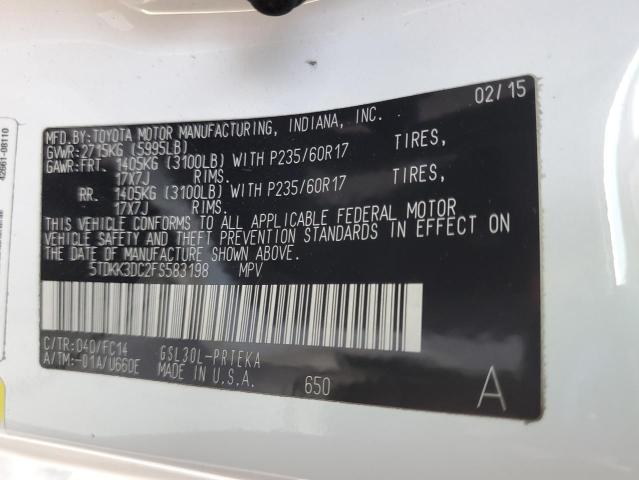 02/15
MFD.BY:TOYOTA MOTOR MANUFACTURING, INDIANA, INC.
GVWR:2715KG (5995LB)
GAWR:FRT. 1405KG (3100LB) WITH P235/60R17 TIRES,
17X7J RIMS.
RR. 1405KG (3100LB) WITH P235/60R17 TIRES,
17X7J RIMS.
THIS VEHICLE CONFORMS TO ALL APPLICABLE FEDERAL MOTOR
VEHICLE SAFETY AND THEFT PREVENTION STANDARDS IN EFFECT ON
THE DATE OF MANUFACTURE SHOWN ABOVE.
5TDKK3DC2FS583198 MPV
C/TR:040/FC14 GSL30L-PRTEKA
A/TM:-01A/U660E MADE IN U.S.A. 650 A
42661-08110